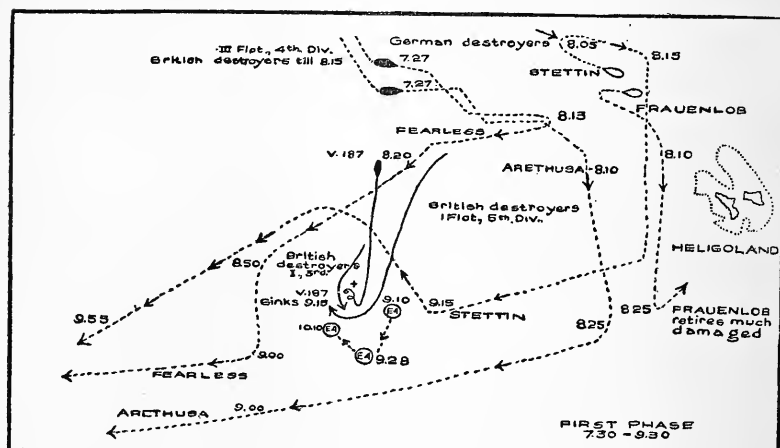 III Flot., 4th. Div.
British destroyers till 8.15
7.27
7.27
German destroyers
8.05
8.15
STETTIN
FRAUENLOB
8.13
FEARLESS
V.187
8.20
ARETHUSA-8.10
8.10
British destroyers
I Flot, 5th. Div.
HELIGOLAND
British
destroyers
I, 3rd.
8.50
V.187
Sinks 9.15
9.10
9.15
STETTIN
8.25
8.25
FRAUENLOB
retires much
damaged
E4
10.10
E4
E4
9.28
9.55
9.00
FEARLESS
ARETHUSA
9.00
FIRST PHASE
7.30 - 9.30